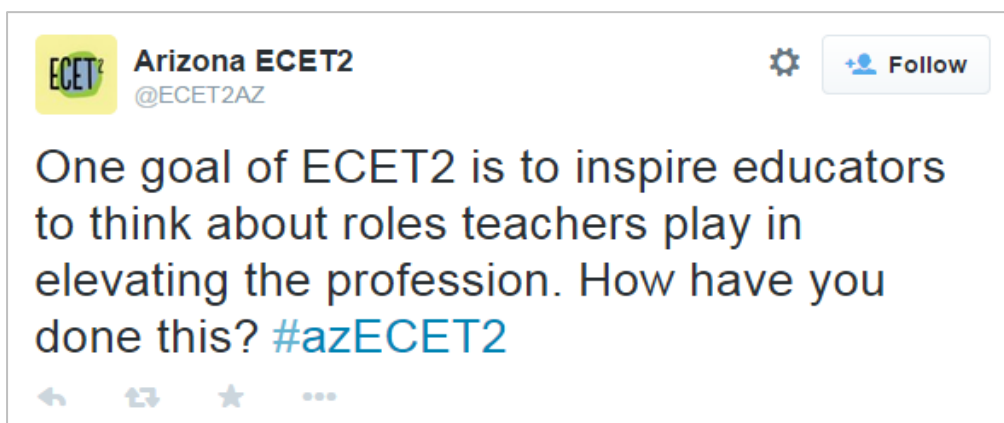 ECET2
Arizona ECET2
@ECET2AZ
Follow
One goal of ECET2 is to inspire educators
to think about roles teachers play in
elevating the profession. How have you
done this? #azECET2